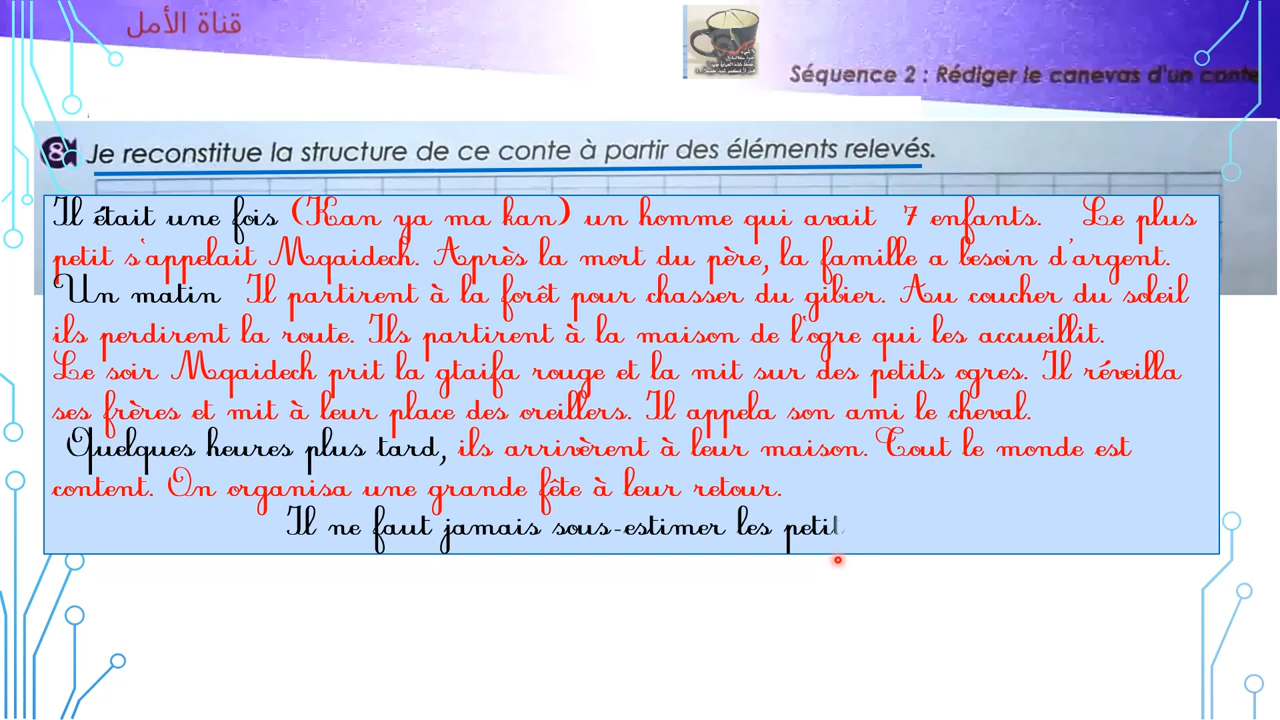 قناة الأمل
Séquence 2 : Rédiger le canevas d'un conte
8 Je reconstitue la structure de ce conte à partir des éléments relevés.
Il était une fois (Kan ya ma kan) un homme qui avait 7 enfants. Le plus
petit s'appelait Mqaidech. Après la mort du père, la famille a besoin d'argent.
Un matin Il partirent à la forêt pour chasser du gibier. Au coucher du soleil
ils perdirent la route. Ils partirent à la maison de l'ogre qui les accueillit.
Le soir Mqaidech prit la gtaifa rouge et la mit sur des petits ogres. Il réveilla
ses frères et mit à leur place des oreillers. Il appela son ami le cheval.
Quelques heures plus tard, ils arrivèrent à leur maison. Tout le monde est
content. On organisa une grande fête à leur retour.
Il ne faut jamais sous-estimer les petit